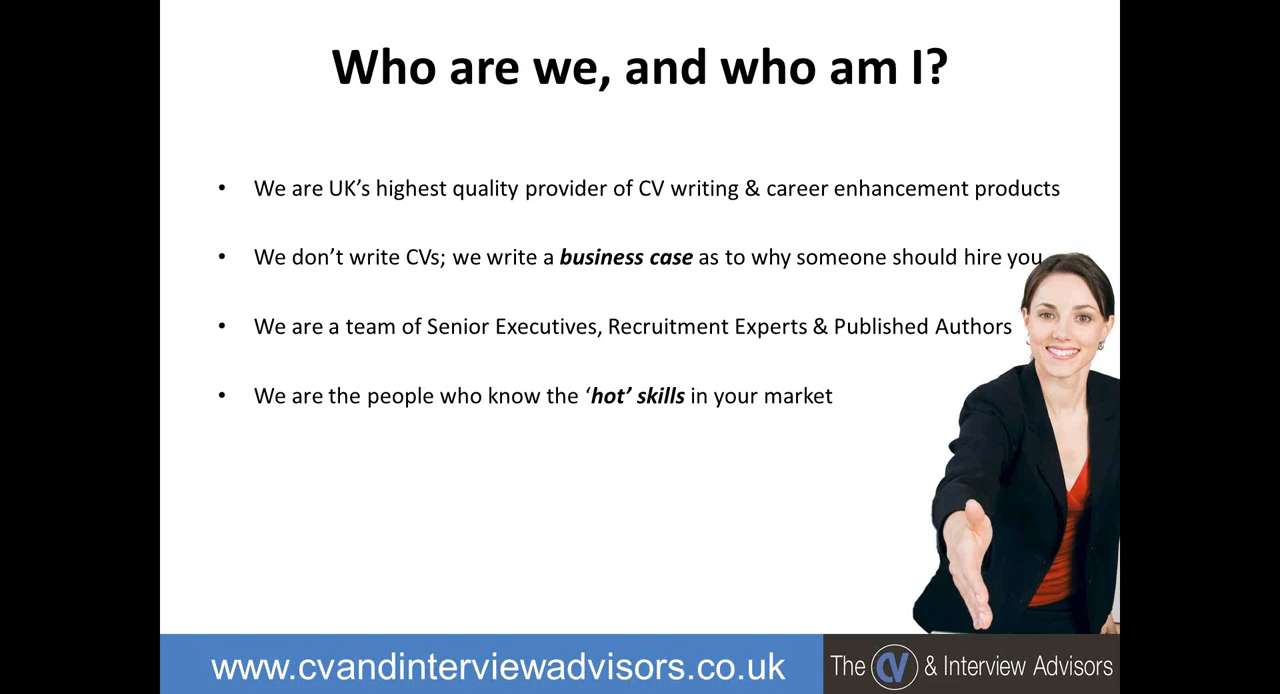 Who are we, and who am I?
• We are UK’s highest quality provider of CV writing & career enhancement products
• We don’t write CVs; we write a business case as to why someone should hire you
• We are a team of Senior Executives, Recruitment Experts & Published Authors
• We are the people who know the ‘hot’ skills in your market
www.cvandinterviewadvisors.co.uk
The CV & Interview Advisors